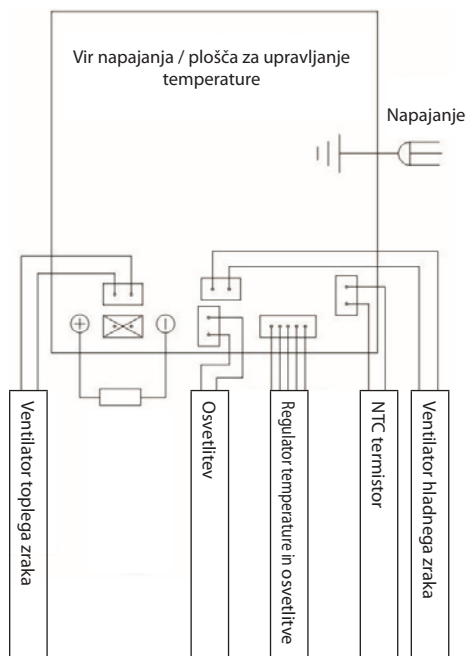 Vir napajanja / plošča za upravljanje
temperature
Napajanje
Ventilator toplega zraka
Osvetlitev
Regulator temperature in osvetlitve
NTC termistor
Ventilator hladnega zraka